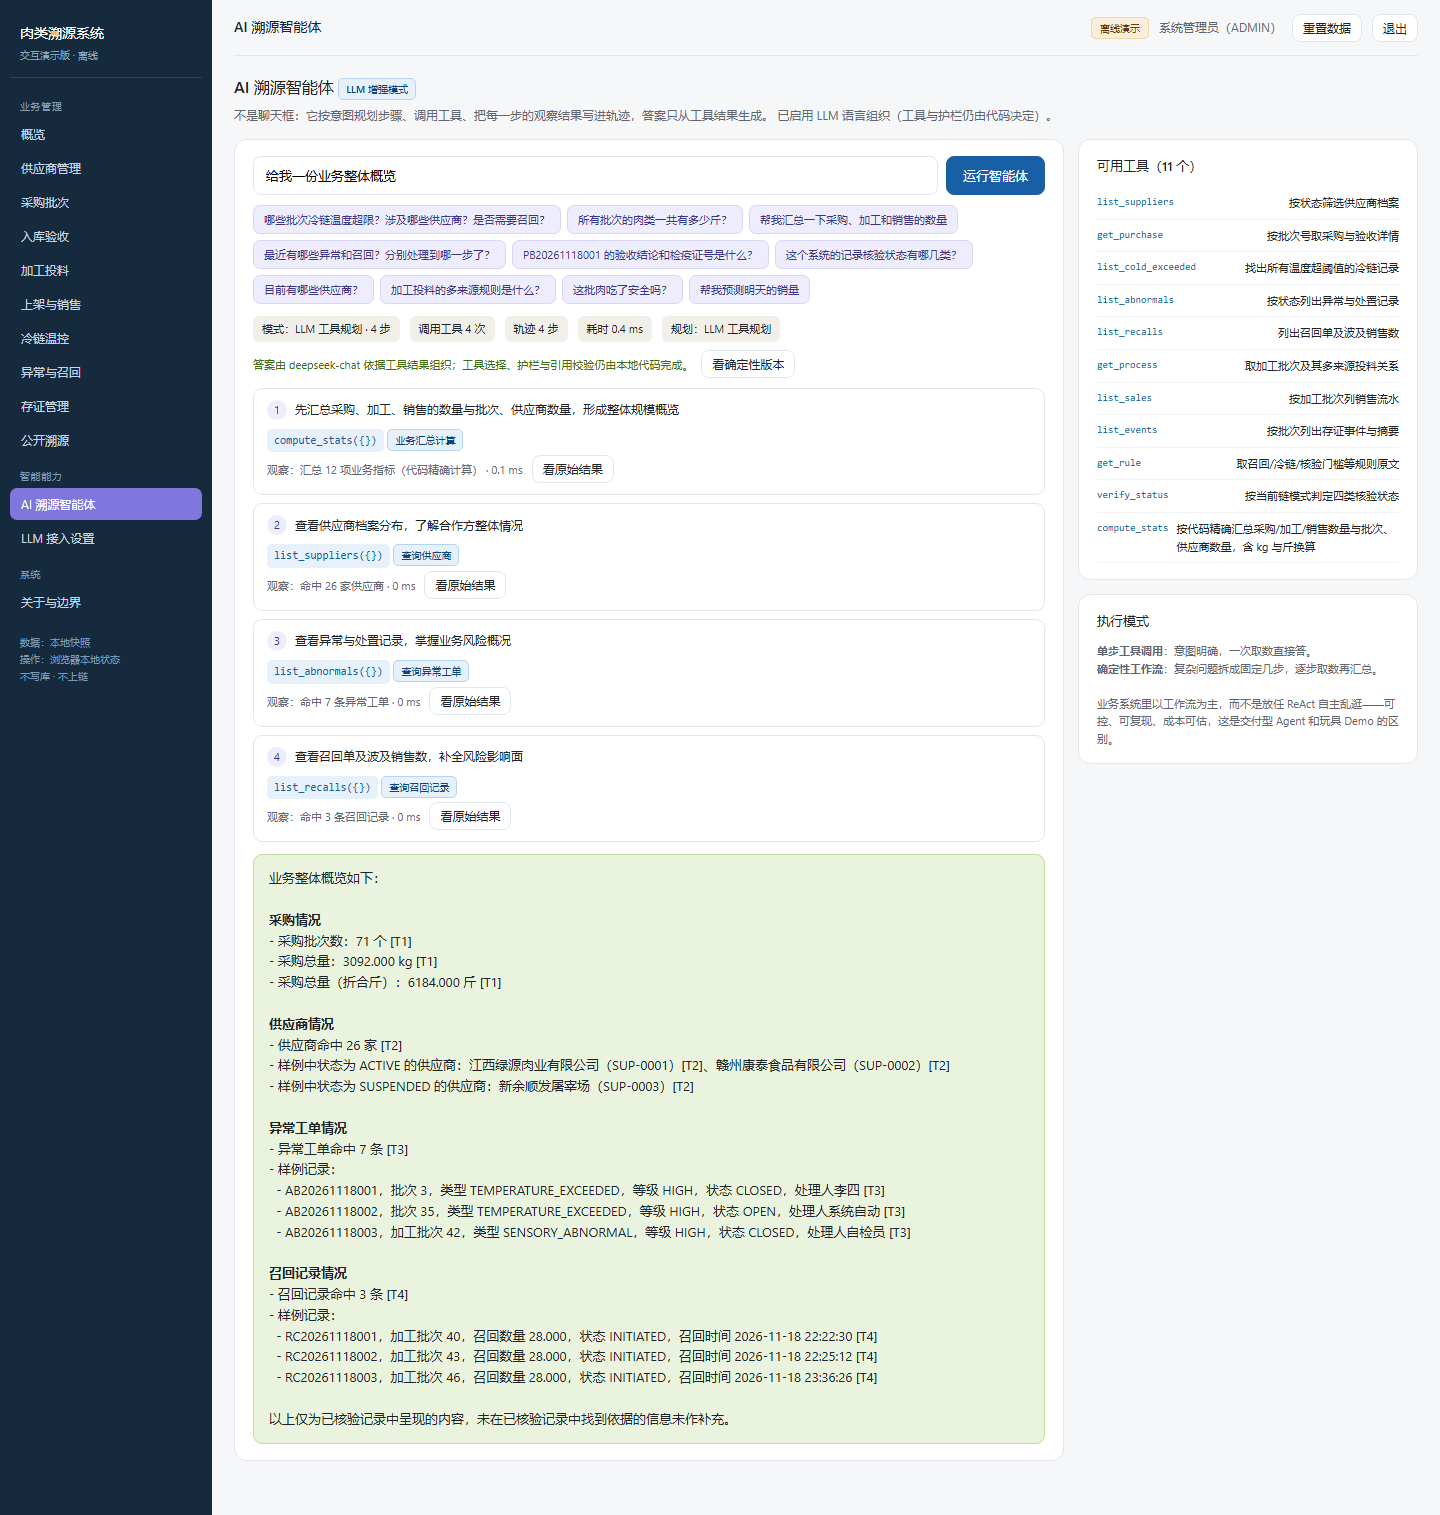 肉类溯源系统
交互演示版 · 离线
业务管理
概览
供应商管理
采购批次
入库验收
加工投料
上架与销售
冷链温控
异常与召回
存证管理
公开溯源
智能能力
AI 溯源智能体
LLM 接入设置
系统
关于与边界
数据：本地快照
操作：浏览器本地状态
不写库 · 不上链
AI 溯源智能体
离线演示
系统管理员（ADMIN）
重置数据
退出
AI 溯源智能体 LLM 增强模式
不是聊天框：它按意图规划步骤、调用工具、把每一步的观察结果写进轨迹，答案只从工具结果生成。 已启用 LLM 语言组织（工具与护栏仍由代码决定）。
给我一份业务整体概览
运行智能体
哪些批次冷链温度超限？涉及哪些供应商？是否需要召回？
所有批次的肉类一共有多少斤？
帮我汇总一下采购、加工和销售的数量
最近有哪些异常和召回？分别处理到哪一步了？
PB20261118001 的验收结论和检疫证号是什么？
这个系统的记录核验状态有哪几类？
目前有哪些供应商？
加工投料的多来源规则是什么？
这批肉吃了安全吗？
帮我预测明天的销量
模式：LLM 工具规划 · 4 步
调用工具 4 次
轨迹 4 步
耗时 0.4 ms
规划：LLM 工具规划
答案由 deepseek-chat 依据工具结果组织；工具选择、护栏与引用校验仍由本地代码完成。
看确定性版本
1 先汇总采购、加工、销售的数量与批次、供应商数量，形成整体规模概览
compute_stats({}) 业务汇总计算
观察：汇总 12 项业务指标（代码精确计算） · 0.1 ms 看原始结果
2 查看供应商档案分布，了解合作方整体情况
list_suppliers({}) 查询供应商
观察：命中 26 家供应商 · 0 ms 看原始结果
3 查看异常与处置记录，掌握业务风险概况
list_abnormals({}) 查询异常工单
观察：命中 7 条异常工单 · 0 ms 看原始结果
4 查看召回单及波及销售数，补全风险影响面
list_recalls({}) 查询召回记录
观察：命中 3 条召回记录 · 0 ms 看原始结果
业务整体概览如下：
采购情况
- 采购批次数：71 个 [T1]
- 采购总量：3092.000 kg [T1]
- 采购总量（折合斤）：6184.000 斤 [T1]
供应商情况
- 供应商命中 26 家 [T2]
- 样例中状态为 ACTIVE 的供应商：江西绿源肉业有限公司（SUP-0001）[T2]、赣州康泰食品有限公司（SUP-0002）[T2]
- 样例中状态为 SUSPENDED 的供应商：新余顺发屠宰场（SUP-0003）[T2]
异常工单情况
- 异常工单命中 7 条 [T3]
- 样例记录：
- AB20261118001，批次 3，类型 TEMPERATURE_EXCEEDED，等级 HIGH，状态 CLOSED，处理人李四 [T3]
- AB20261118002，批次 35，类型 TEMPERATURE_EXCEEDED，等级 HIGH，状态 OPEN，处理人系统自动 [T3]
- AB20261118003，加工批次 42，类型 SENSORY_ABNORMAL，等级 HIGH，状态 CLOSED，处理人自检员 [T3]
召回记录情况
- 召回记录命中 3 条 [T4]
- 样例记录：
- RC20261118001，加工批次 40，召回数量 28.000，状态 INITIATED，召回时间 2026-11-18 22:22:30 [T4]
- RC20261118002，加工批次 43，召回数量 28.000，状态 INITIATED，召回时间 2026-11-18 22:25:12 [T4]
- RC20261118003，加工批次 46，召回数量 28.000，状态 INITIATED，召回时间 2026-11-18 23:36:26 [T4]
以上仅为已核验记录中呈现的内容，未在已核验记录中找到依据的信息未作补充。
可用工具（11 个）
list_suppliers 按状态筛选供应商档案
get_purchase 按批次号取采购与验收详情
list_cold_exceeded 找出所有温度超阈值的冷链记录
list_abnormals 按状态列出异常与处置记录
list_recalls 列出召回单及波及销售数
get_process 取加工批次及其多来源投料关系
list_sales 按加工批次列销售流水
list_events 按批次列出存证事件与摘要
get_rule 取召回/冷链/核验门槛等规则原文
verify_status 按当前链模式判定四类核验状态
compute_stats 按代码精确汇总采购/加工/销售数量与批次、
供应商数量，含 kg 与斤换算
执行模式
单步工具调用：意图明确，一次取数直接答。
确定性工作流：复杂问题拆成固定几步，逐步取数再汇总。
业务系统里以工作流为主，而不是放任 ReAct 自主乱逛——可
控、可复现、成本可估，这是交付型 Agent 和玩具 Demo 的区
别。